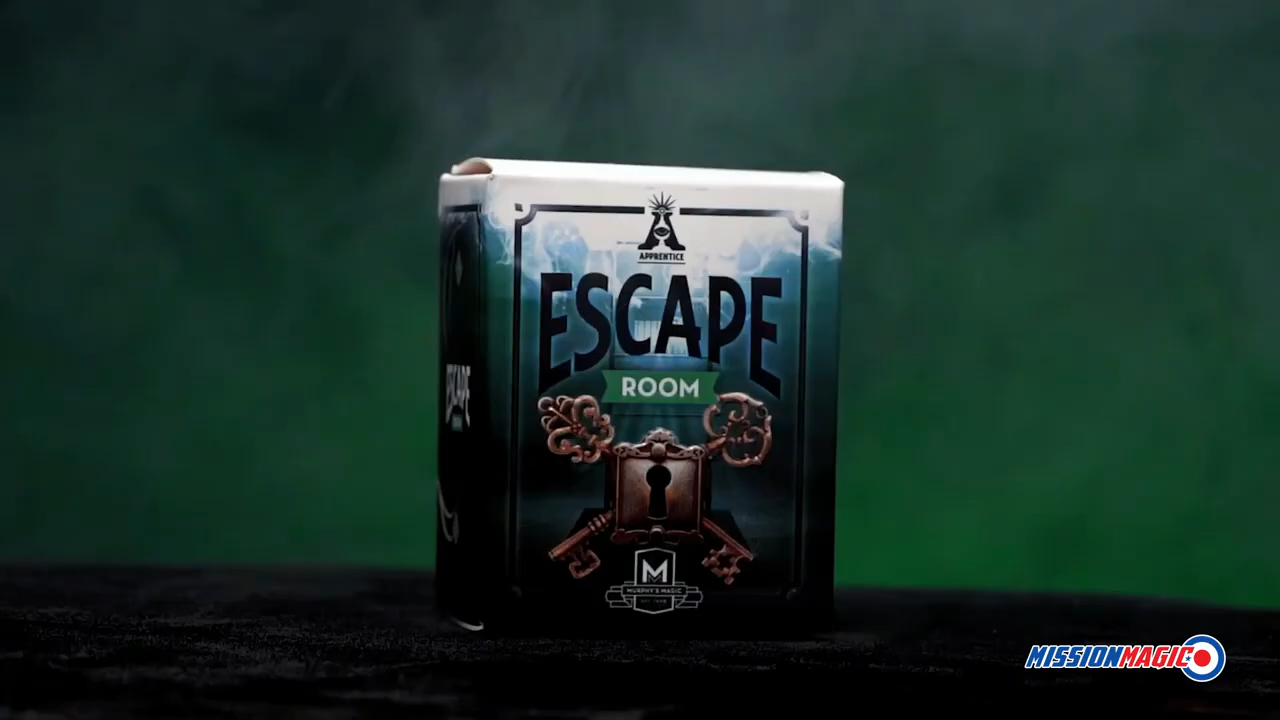 APPRENTICE
ESCAPE
ROOM
ESCAPE
M
MURPHY'S MAGIC
MISSIONMAGIC